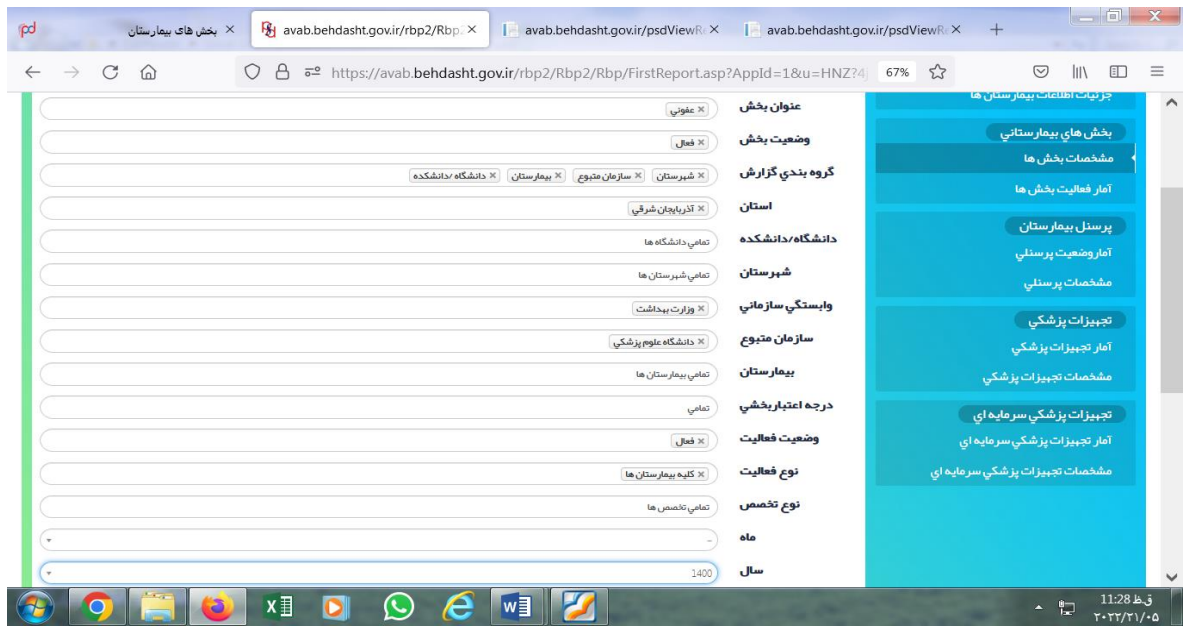 بخش های بیمارستان
avab.behdasht.gov.ir/rbp2/Rbp
avab.behdasht.gov.ir/psdViewR
avab.behdasht.gov.ir/psdViewR
https://avab.behdasht.gov.ir/rbp2/Rbp2/Rbp/FirstReport.asp?AppId=1&u=HNZ?4
67%
جزئيات اطلاعات بيمارستان ها
بخش هاي بيمارستاني
مشخصات بخش ها
آمار فعاليت بخش ها
پرسنل بيمارستان
آماروضعيت پرسنلي
مشخصات پرسنلي
تجهيزات پزشكي
آمار تجهيزات پزشكي
مشخصات تجهيزات پزشكي
تجهيزات پزشكي سرمايه اي
آمار تجهيزات پزشكي سرمايه اي
مشخصات تجهيزات پزشكي سرمايه اي
عنوان بخش × عفوني
وضعيت بخش × فعال
گروه بندي گزارش × شهرستان × سازمان متبوع × بيمارستان × دانشگاه/دانشكده
استان × آذربايجان شرقي
دانشگاه/دانشكده تمامي دانشگاه ها
شهرستان تمامي شهرستان ها
وابستگي سازماني × وزارت بهداشت
سازمان متبوع × دانشگاه علوم پزشكي
بيمارستان تمامي بيمارستان ها
درجه اعتباربخشي تمامي
وضعيت فعاليت × فعال
نوع فعاليت × كليه بيمارستان ها
نوع تخصص تمامي تخصص ها
ماه -
سال 1400
11:28 ق.ظ
۲۰۲۲/۲۱/۰۵